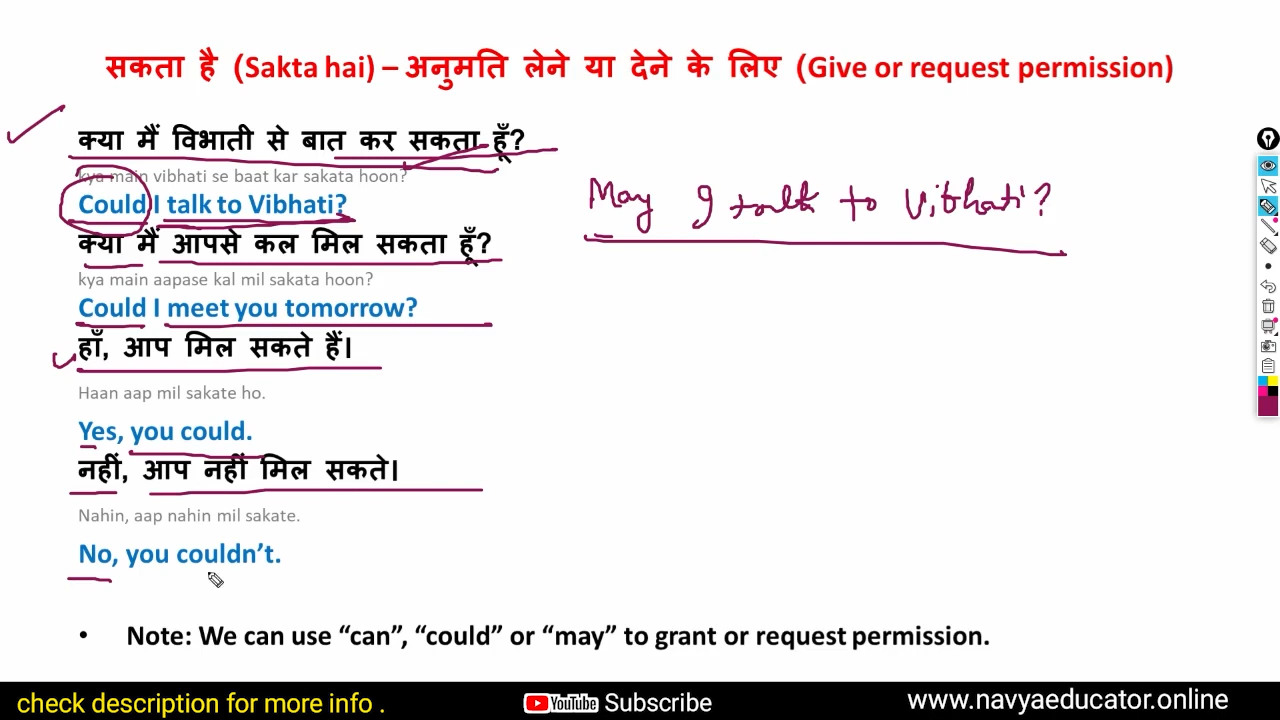 सकता है (Sakta hai) – अनुमति लेने या देने के लिए (Give or request permission)
क्या मैं विभाती से बात कर सकता हूँ?
kya main vibhati se baat kar sakata hoon?
Could I talk to Vibhati?
May I talk to Vibhati?
क्या मैं आपसे कल मिल सकता हूँ?
kya main aapase kal mil sakata hoon?
Could I meet you tomorrow?
हाँ, आप मिल सकते हैं।
Haan aap mil sakate ho.
Yes, you could.
नहीं, आप नहीं मिल सकते।
Nahin, aap nahin mil sakate.
No, you couldn’t.
• Note: We can use “can”, “could” or “may” to grant or request permission.
check description for more info .
YouTube Subscribe
www.navyaeducator.online